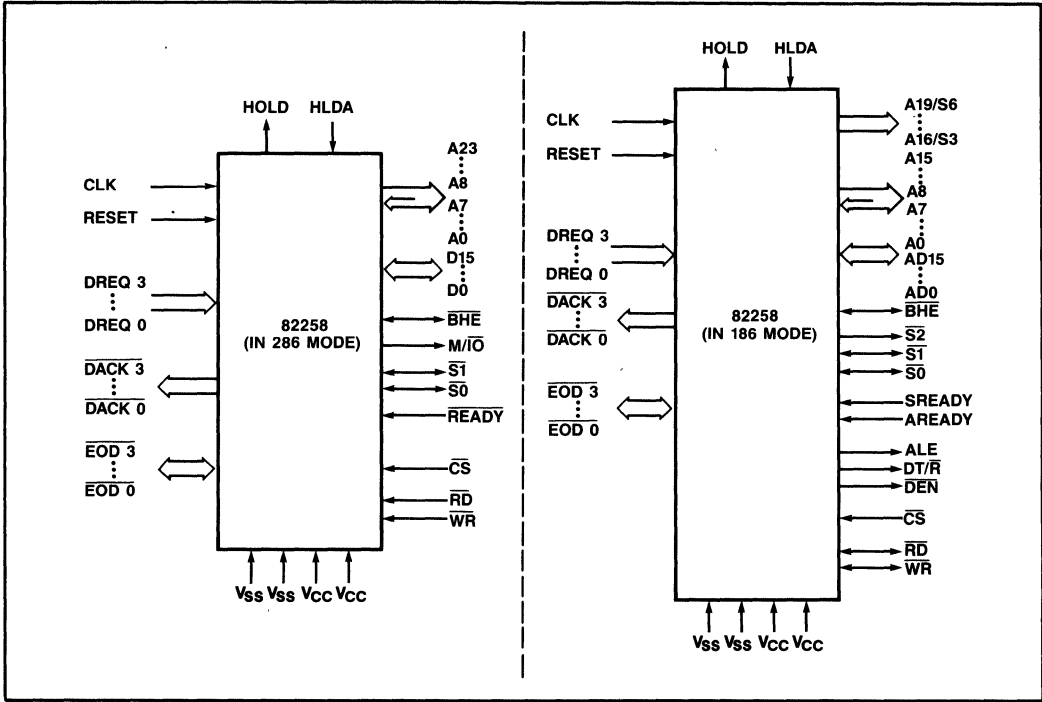 HOLD HLDA
CLK
RESET
DREQ 3
DREQ 0
DACK 3
DACK 0
EOD 3
EOD 0
82258
(IN 286 MODE)
A23
A8
A7
A0
D15
D0
BHE
M/IO
S1
S0
READY
CS
RD
WR
VSS VSS VCC VCC
HOLD HLDA
CLK
RESET
DREQ 3
DREQ 0
DACK 3
DACK 0
EOD 3
EOD 0
82258
(IN 186 MODE)
A19/S6
A16/S3
A15
A8
A7
A0
AD15
AD0
BHE
S2
S1
S0
SREADY
AREADY
ALE
DT/R
DEN
CS
RD
WR
VSS VSS VCC VCC